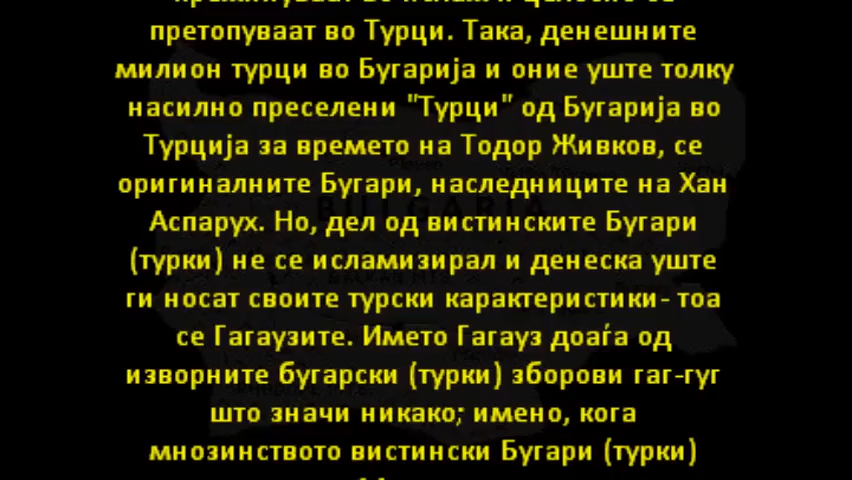 претопуваат во Турци. Така, денешните
милион турци во Бугарија и оние уште толку
насилно преселени "Турци" од Бугарија во
Турција за времето на Тодор Живков, се
оригиналните Бугари, наследниците на Хан
Аспарух. Но, дел од вистинските Бугари
(турки) не се исламизирал и денеска уште
ги носат своите турски карактеристики- тоа
се Гагаузите. Името Гагауз доаѓа од
изворните бугарски (турки) зборови гаг-гуг
што значи никако; имено, кога
мнозинството вистински Бугари (турки)